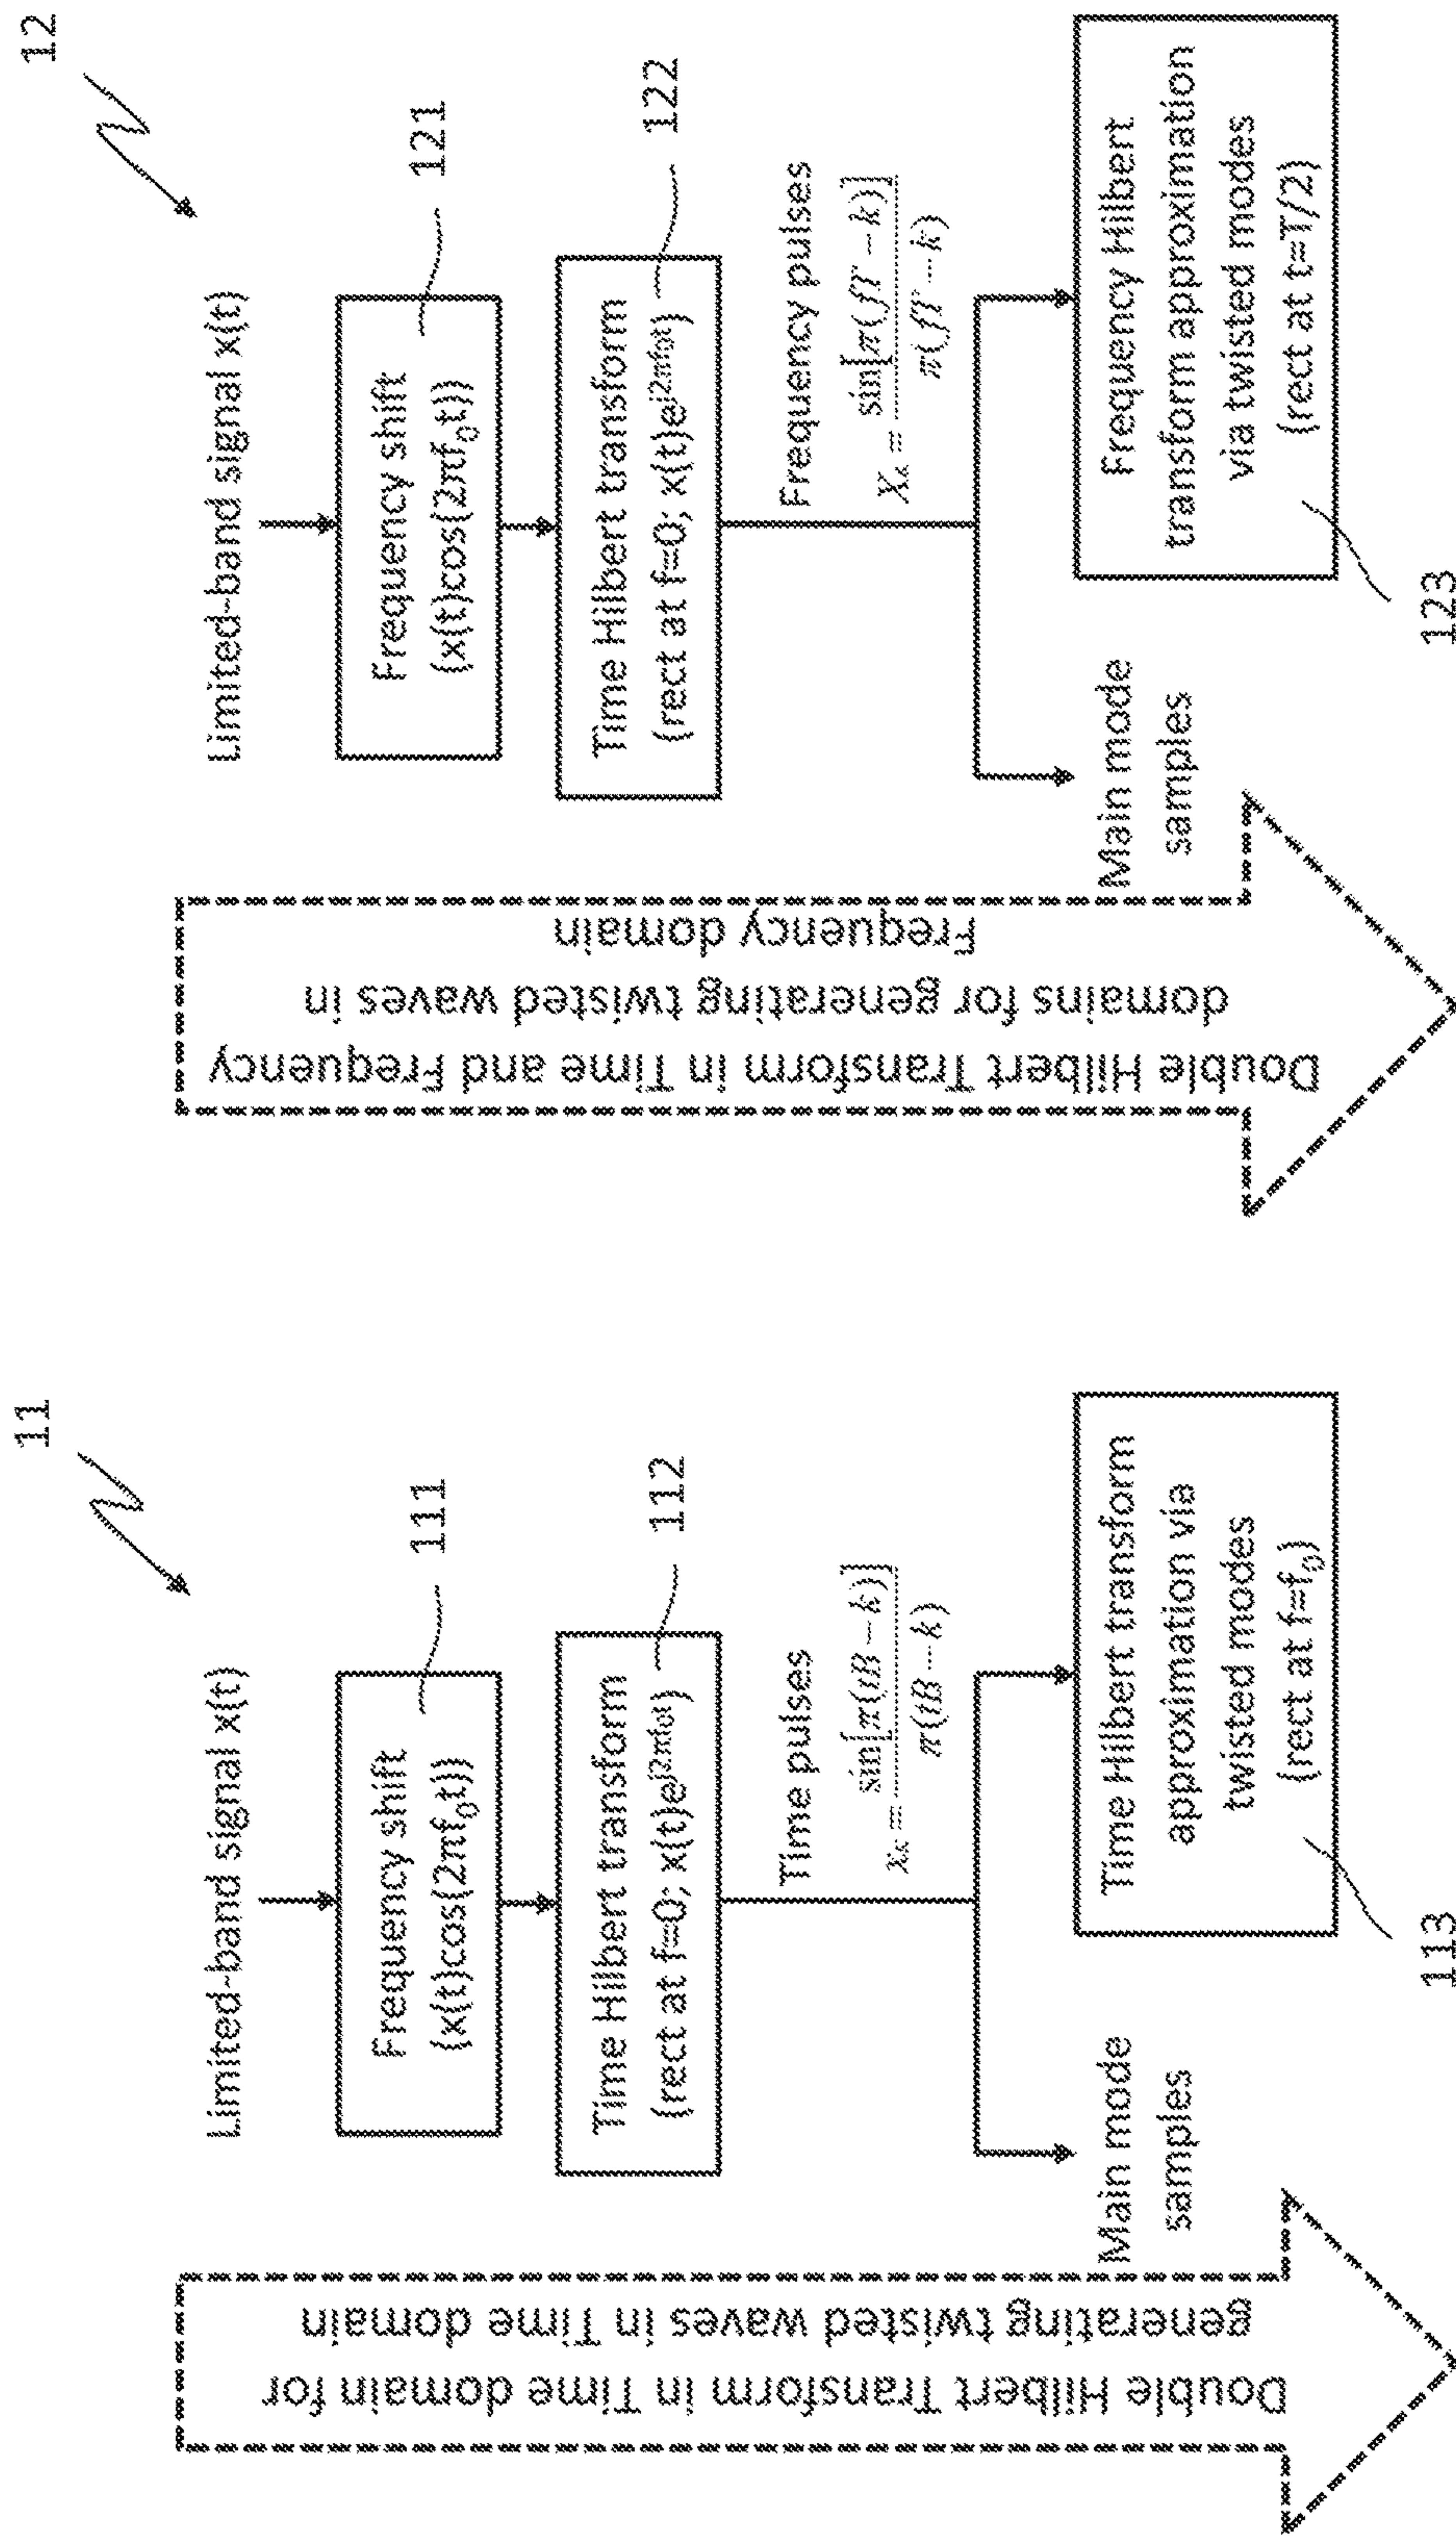 11
Limited-band signal x(t)
Frequency shift
(x(t)cos(2πf₀t))
111
Time Hilbert transform
(rect at f=0; x(t)e^{j2πf₀t})
112
Time pulses
xₖ = sin[π(tB − k)] / π(tB − k)
Main mode
samples
Time Hilbert transform
approximation via
twisted modes
(rect at f=f₀)
113
Double Hilbert Transform in Time domain for
generating twisted waves in Time domain
12
Limited-band signal x(t)
Frequency shift
(x(t)cos(2πf₀t))
121
Time Hilbert transform
(rect at f=0; x(t)e^{j2πf₀t})
122
Frequency pulses
Xₖ = sin[π(fT − k)] / π(fT − k)
Main mode
samples
Frequency Hilbert
transform approximation
via twisted modes
(rect at t=T/2)
123
Double Hilbert Transform in Time and Frequency
domains for generating twisted waves in
Frequency domain